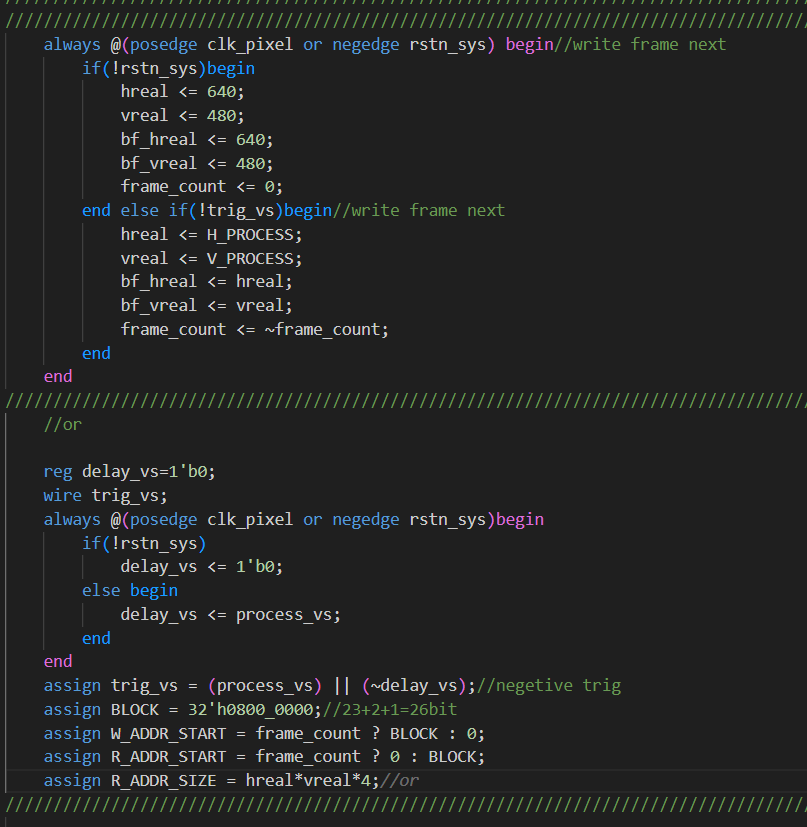 ////////////////////////////////////////////////////////////////////////////////////
////////////////////////////////////////////////////////////////////////////////////
always @(posedge clk_pixel or negedge rstn_sys) begin//write frame next
if(!rstn_sys)begin
hreal <= 640;
vreal <= 480;
bf_hreal <= 640;
bf_vreal <= 480;
frame_count <= 0;
end else if(!trig_vs)begin//write frame next
hreal <= H_PROCESS;
vreal <= V_PROCESS;
bf_hreal <= hreal;
bf_vreal <= vreal;
frame_count <= ~frame_count;
end
end
////////////////////////////////////////////////////////////////////////////////////
//or
reg delay_vs=1'b0;
wire trig_vs;
always @(posedge clk_pixel or negedge rstn_sys)begin
if(!rstn_sys)
delay_vs <= 1'b0;
else begin
delay_vs <= process_vs;
end
end
assign trig_vs = (process_vs) || (~delay_vs);//negetive trig
assign BLOCK = 32'h0800_0000;//23+2+1=26bit
assign W_ADDR_START = frame_count ? BLOCK : 0;
assign R_ADDR_START = frame_count ? 0 : BLOCK;
assign R_ADDR_SIZE = hreal*vreal*4;//or
////////////////////////////////////////////////////////////////////////////////////